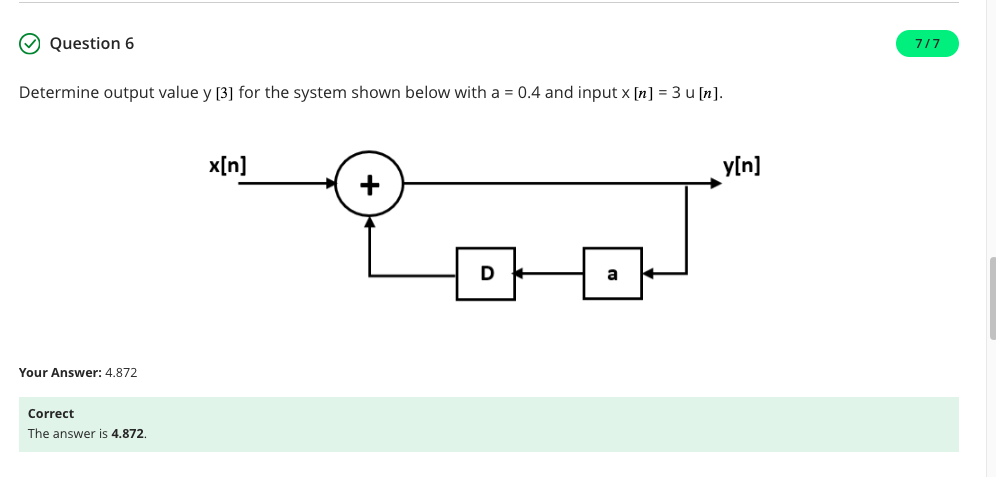 Question 6
7 / 7
Determine output value y [3] for the system shown below with a = 0.4 and input x [n] = 3 u [n].
x[n]
+
y[n]
D
a
Your Answer: 4.872
Correct
The answer is 4.872.